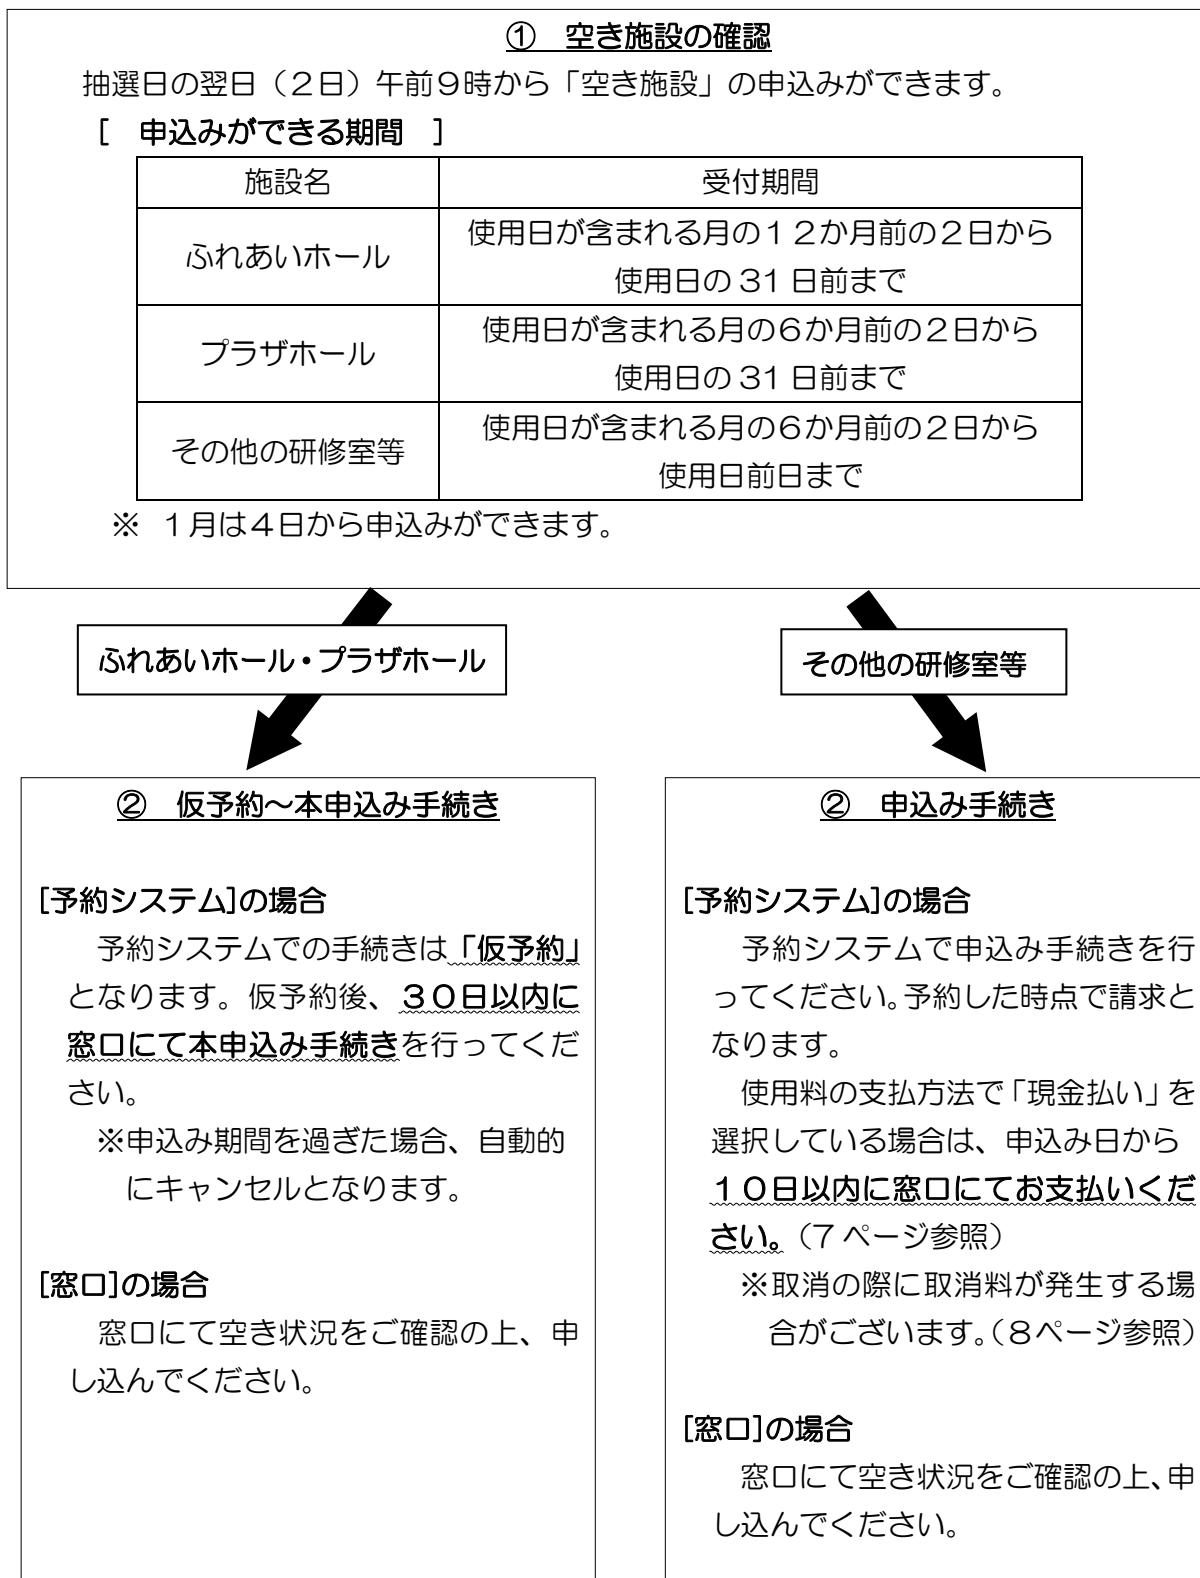 ① 空き施設の確認
抽選日の翌日（２日）午前９時から「空き施設」の申込みができます。
［ 申込みができる期間 ］
施設名 受付期間
ふれあいホール
使用日が含まれる月の１２か月前の２日から
使用日の 31 日前まで
プラザホール
使用日が含まれる月の６か月前の２日から
使用日の 31 日前まで
その他の研修室等
使用日が含まれる月の６か月前の２日から
使用日前日まで
※ １月は４日から申込みができます。
ふれあいホール・プラザホール
その他の研修室等
② 仮予約～本申込み手続き
[予約システム]の場合
予約システムでの手続きは「仮予約」
となります。仮予約後、３０日以内に
窓口にて本申込み手続きを行ってくだ
さい。
※申込み期間を過ぎた場合、自動的
にキャンセルとなります。
[窓口]の場合
窓口にて空き状況をご確認の上、申
し込んでください。
② 申込み手続き
[予約システム]の場合
予約システムで申込み手続きを行
ってください。予約した時点で請求と
なります。
使用料の支払方法で「現金払い」を
選択している場合は、申込み日から
１０日以内に窓口にてお支払いくだ
さい。（７ページ参照）
※取消の際に取消料が発生する場
合がございます。（８ページ参照）
[窓口]の場合
窓口にて空き状況をご確認の上、申
し込んでください。